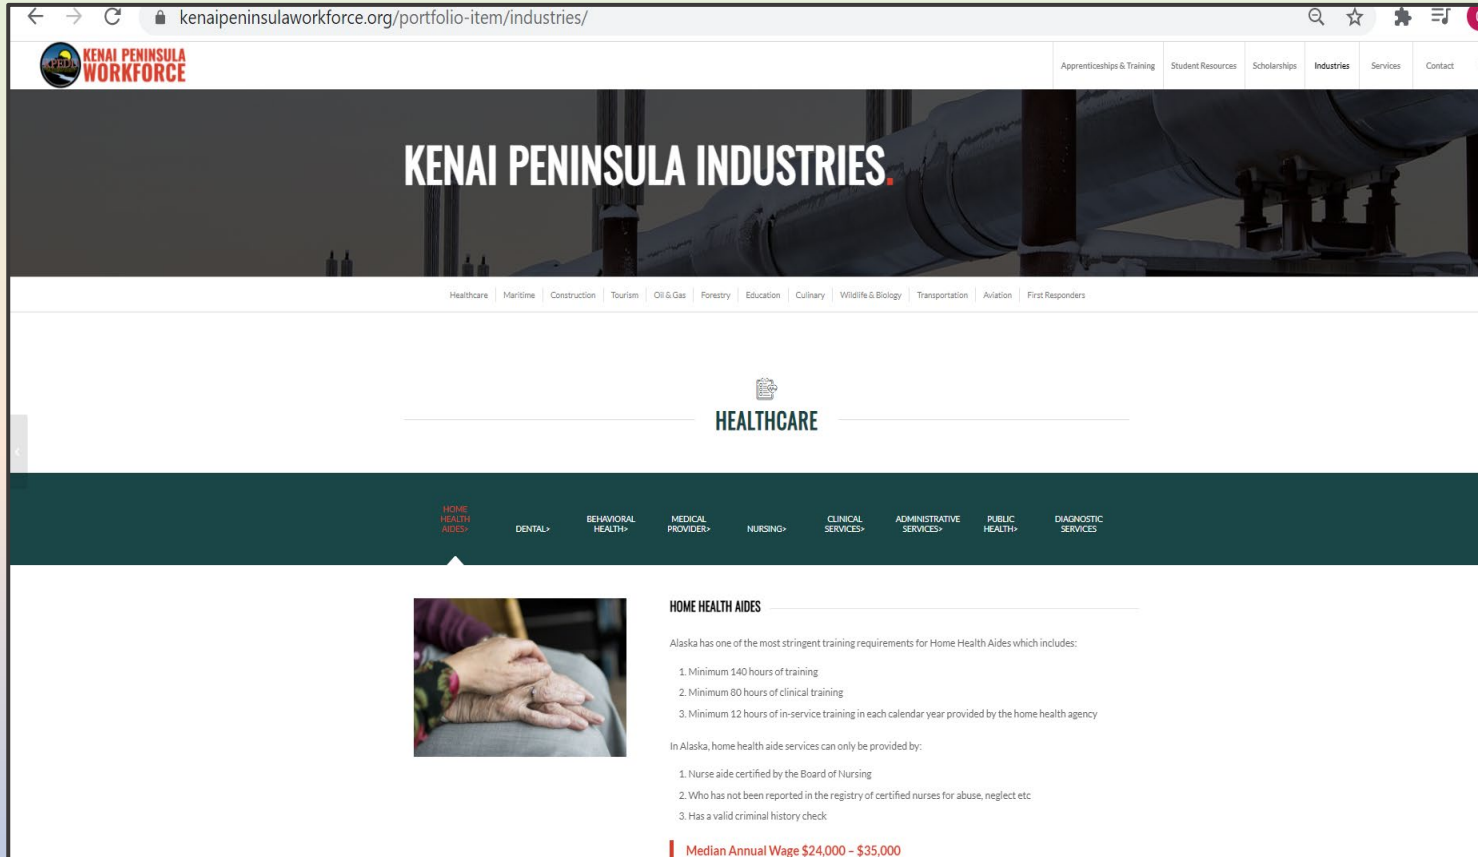 kenaipeninsulaworkforce.org/portfolio-item/industries/
KPEDD
KENAI PENINSULA
WORKFORCE
Apprenticeships & Training Student Resources Scholarships Industries Services Contact
KENAI PENINSULA INDUSTRIES.
Healthcare Maritime Construction Tourism Oil & Gas Forestry Education Culinary Wildlife & Biology Transportation Aviation First Responders
HEALTHCARE
HOME HEALTH AIDES> DENTAL> BEHAVIORAL HEALTH> MEDICAL PROVIDER> NURSING> CLINICAL SERVICES> ADMINISTRATIVE SERVICES> PUBLIC HEALTH> DIAGNOSTIC SERVICES
HOME HEALTH AIDES
Alaska has one of the most stringent training requirements for Home Health Aides which includes:
1. Minimum 140 hours of training
2. Minimum 80 hours of clinical training
3. Minimum 12 hours of in-service training in each calendar year provided by the home health agency
In Alaska, home health aide services can only be provided by:
1. Nurse aide certified by the Board of Nursing
2. Who has not been reported in the registry of certified nurses for abuse, neglect etc
3. Has a valid criminal history check
Median Annual Wage $24,000 – $35,000